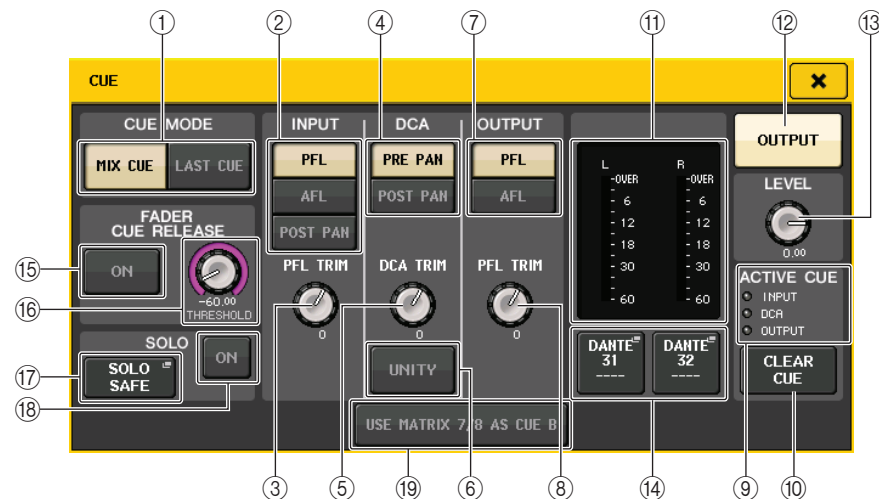 ① ② ④ ⑦ ⑪ ⑫ ⑬
CUE
CUE MODE
MIX CUE LAST CUE
FADER
CUE RELEASE
ON
-60.00
THRESHOLD
SOLO
SOLO
SAFE
ON
INPUT
PFL
AFL
POST PAN
PFL TRIM
0
DCA
PRE PAN
POST PAN
DCA TRIM
0
UNITY
OUTPUT
PFL
AFL
PFL TRIM
0
USE MATRIX 7/8 AS CUE B
L R
OVER OVER
6 6
12 12
18 18
30 30
60 60
DANTE
31
----
DANTE
32
----
OUTPUT
LEVEL
0.00
ACTIVE CUE
INPUT
DCA
OUTPUT
CLEAR
CUE
⑮
⑯
⑰
⑱
③ ⑤ ⑲ ⑥ ⑧ ⑭ ⑨ ⑩